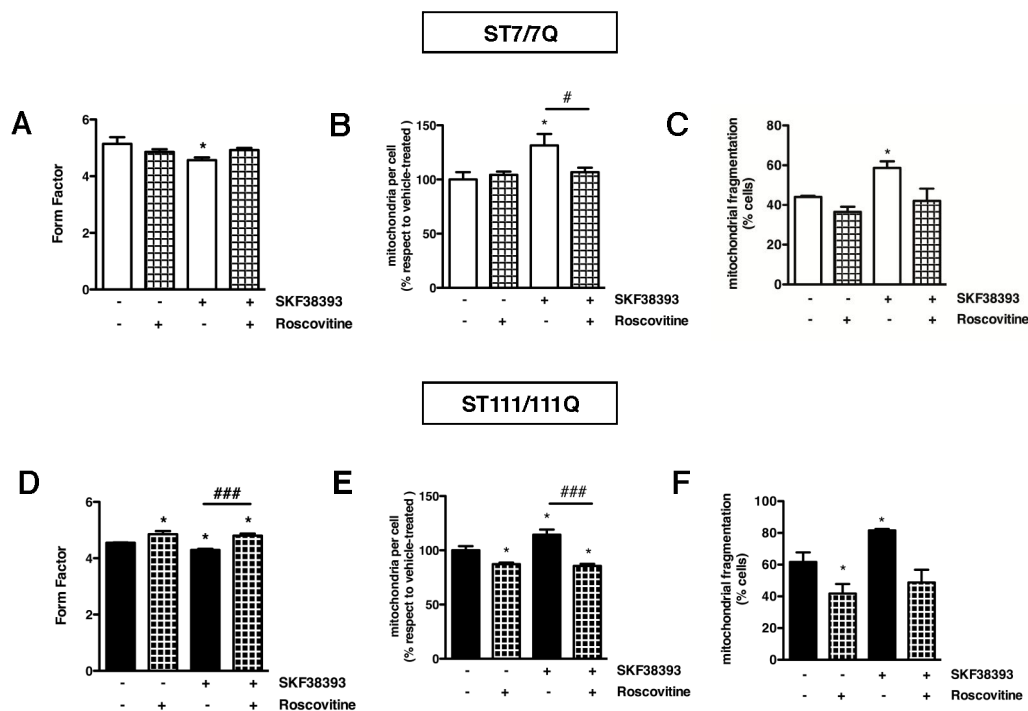 ST7/7Q
A
Form Factor
6
4
2
0
*
- - + + SKF38393
- + - + Roscovitine
B
mitochondria per cell
(% respect to vehicle-treated )
150
100
50
0
*
#
- - + + SKF38393
- + - + Roscovitine
C
mitochondrial fragmentation
(% cells)
80
60
40
20
0
*
- - + + SKF38393
- + - + Roscovitine
ST111/111Q
D
Form Factor
6
4
2
0
* * *
###
- - + + SKF38393
- + - + Roscovitine
E
mitochondria per cell
(% respect to vehicle-treated )
150
100
50
0
* * *
###
- - + + SKF38393
- + - + Roscovitine
F
mitochondrial fragmentation
(% cells)
100
80
60
40
20
0
* *
- - + + SKF38393
- + - + Roscovitine